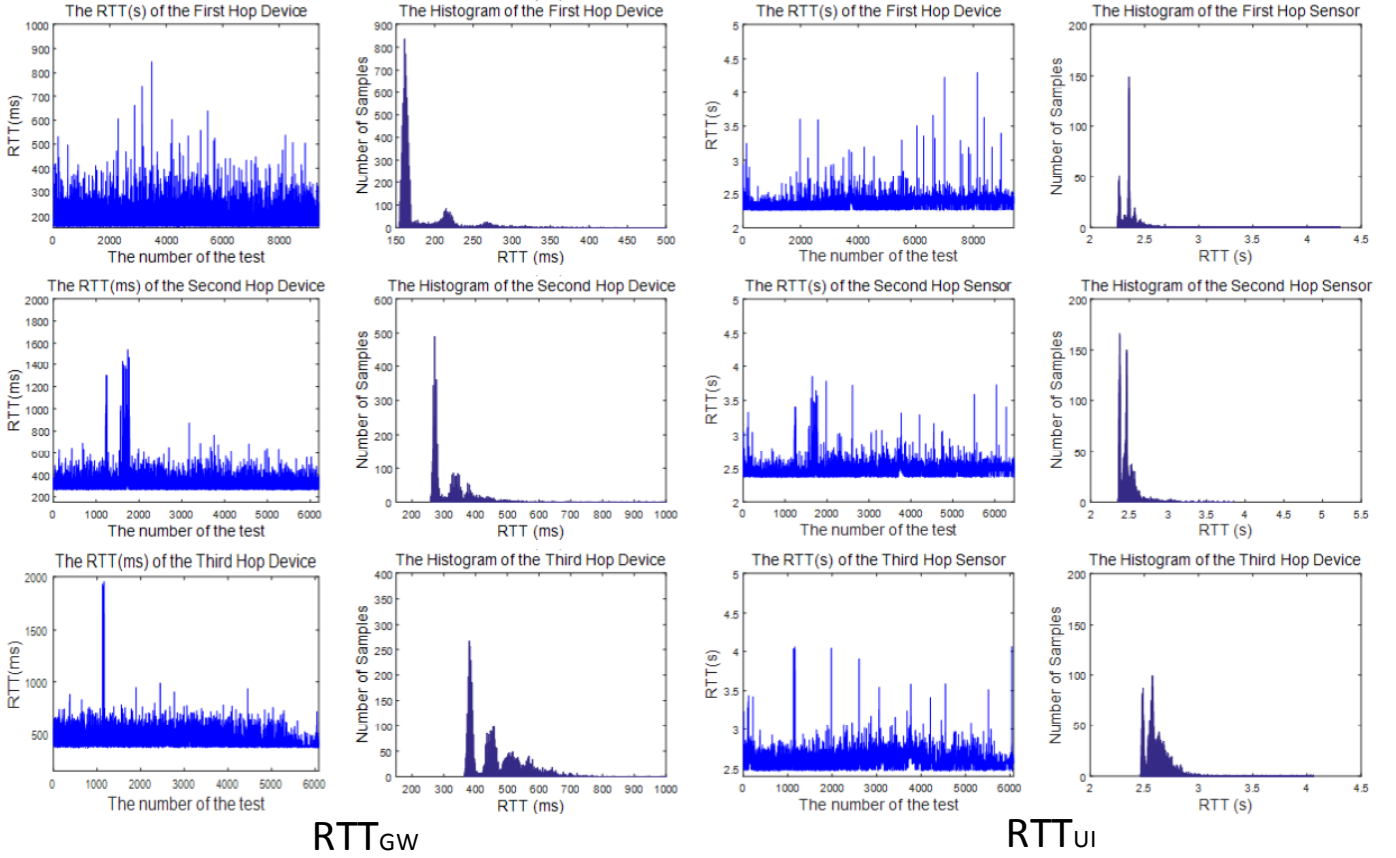 The RTT(s) of the First Hop Device
RTT(ms)
1000
900
800
700
600
500
400
300
200
0 2000 4000 6000 8000
The number of the test
The Histogram of the First Hop Device
Number of Samples
900
800
700
600
500
400
300
200
100
0
150 200 250 300 350 400 450 500
RTT (ms)
The RTT(s) of the First Hop Device
RTT(s)
5
4.5
4
3.5
3
2.5
2
0 2000 4000 6000 8000
The number of the test
The Histogram of the First Hop Sensor
Number of Samples
200
150
100
50
0
2 2.5 3 3.5 4 4.5
RTT (s)
The RTT(ms) of the Second Hop Device
RTT(ms)
2000
1800
1600
1400
1200
1000
800
600
400
200
0 1000 2000 3000 4000 5000 6000
The number of the test
The Histogram of the Second Hop Device
Number of Samples
600
500
400
300
200
100
0
200 300 400 500 600 700 800 900 1000
RTT (ms)
The RTT(s) of the Second Hop Sensor
RTT(s)
5
4.5
4
3.5
3
2.5
2
0 1000 2000 3000 4000 5000 6000
The number of the test
The Histogram of the Second Hop Sensor
Number of Samples
200
150
100
50
0
2 2.5 3 3.5 4 4.5 5 5.5
RTT (s)
The RTT(ms) of the Third Hop Device
RTT(ms)
2000
1500
1000
500
0 1000 2000 3000 4000 5000 6000
The number of the test
The Histogram of the Third Hop Device
Number of Samples
400
350
300
250
200
150
100
50
0
200 300 400 500 600 700 800 900 1000
RTT (ms)
The RTT(s) of the Third Hop Sensor
RTT(s)
5
4.5
4
3.5
3
2.5
2
0 1000 2000 3000 4000 5000 6000
The number of the test
The Histogram of the Third Hop Device
Number of Samples
200
150
100
50
0
2 2.5 3 3.5 4 4.5
RTT (s)
RTTGW
RTTUI